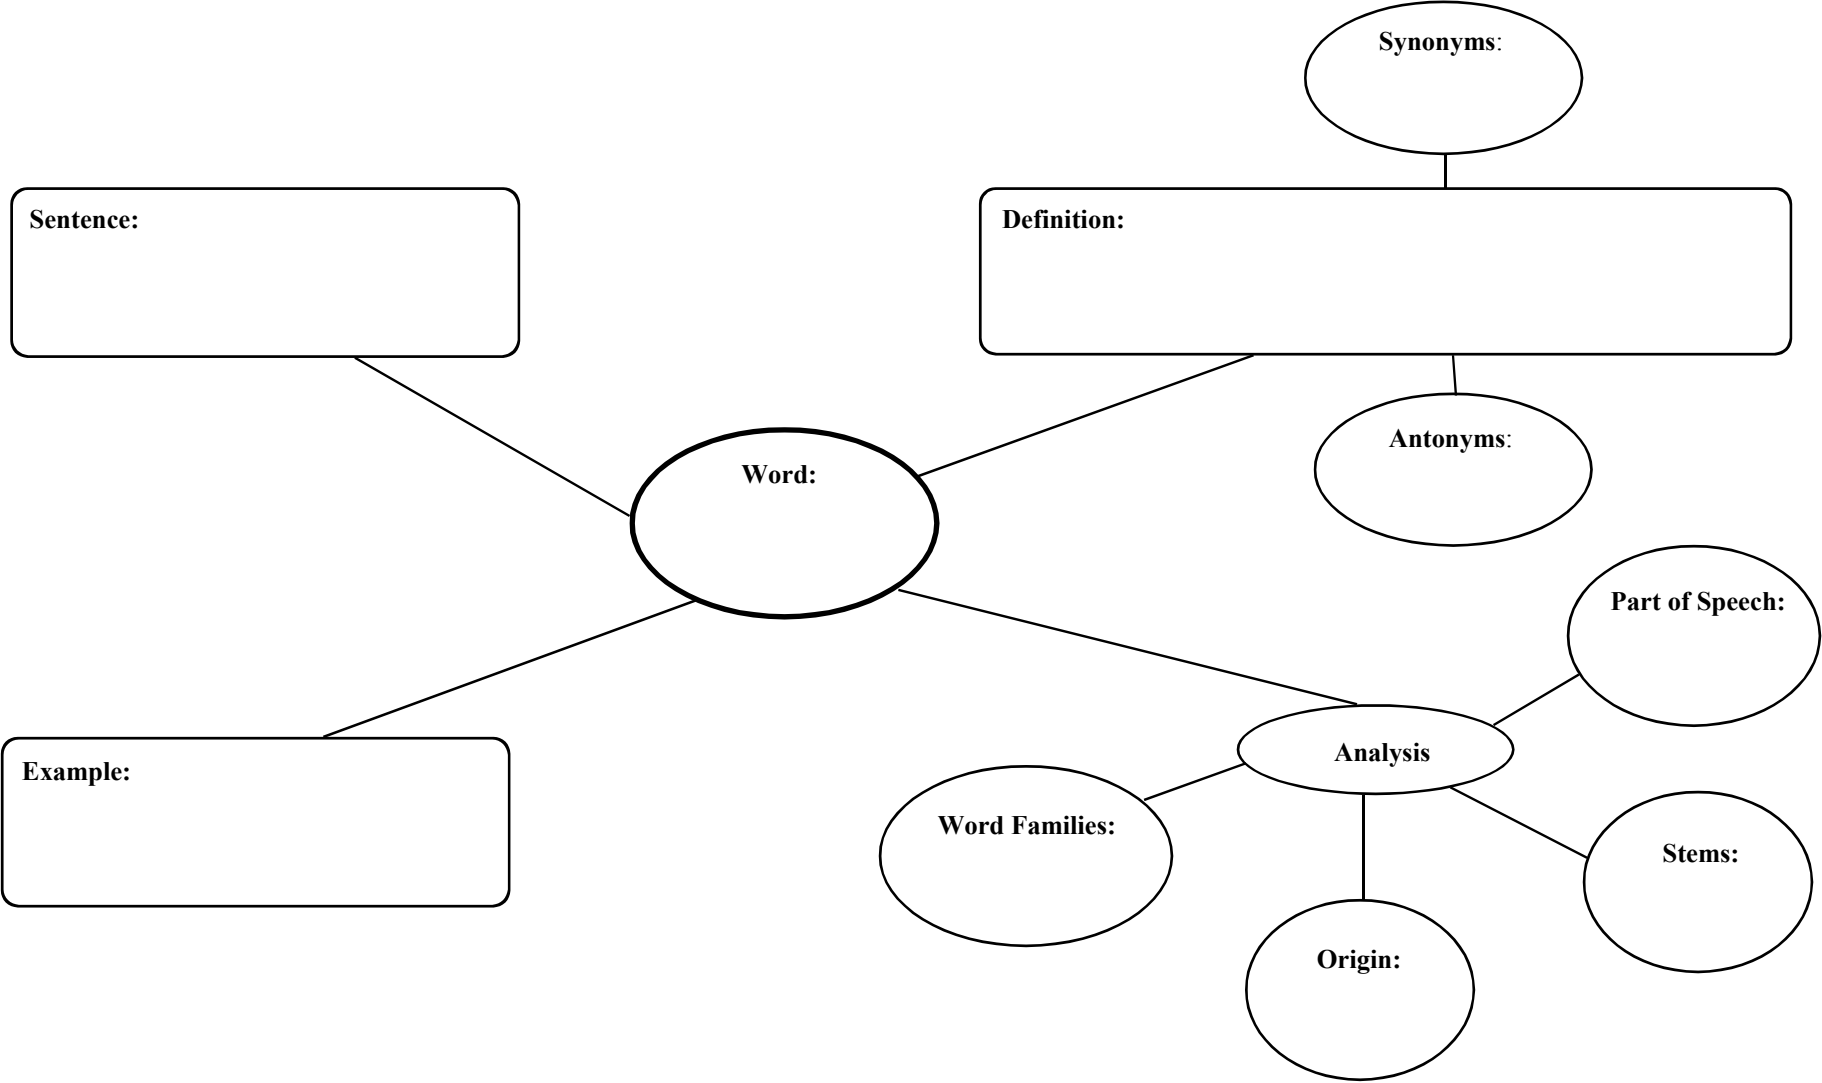 Synonyms:
Sentence:
Definition:
Antonyms:
Word:
Part of Speech:
Analysis
Example:
Word Families:
Stems:
Origin: